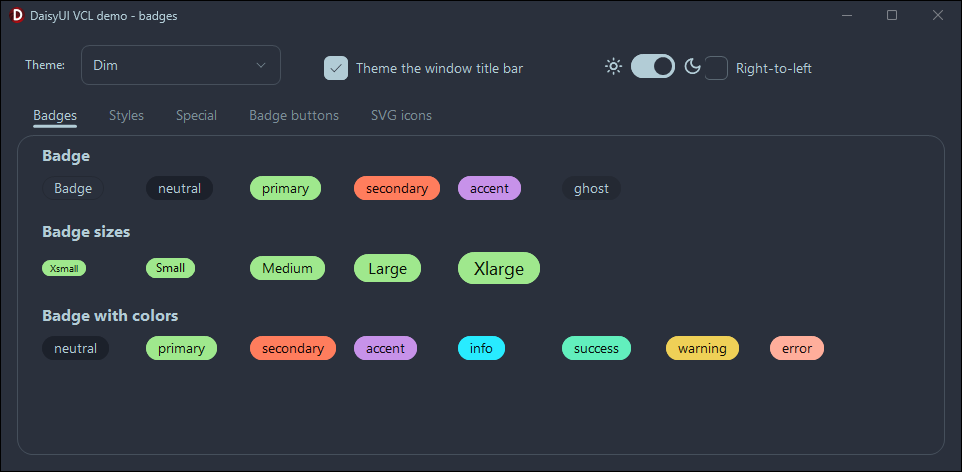 DaisyUI VCL demo - badges
Theme: Dim Theme the window title bar Right-to-left
Badges Styles Special Badge buttons SVG icons
Badge
Badge neutral primary secondary accent ghost
Badge sizes
Xsmall Small Medium Large Xlarge
Badge with colors
neutral primary secondary accent info success warning error